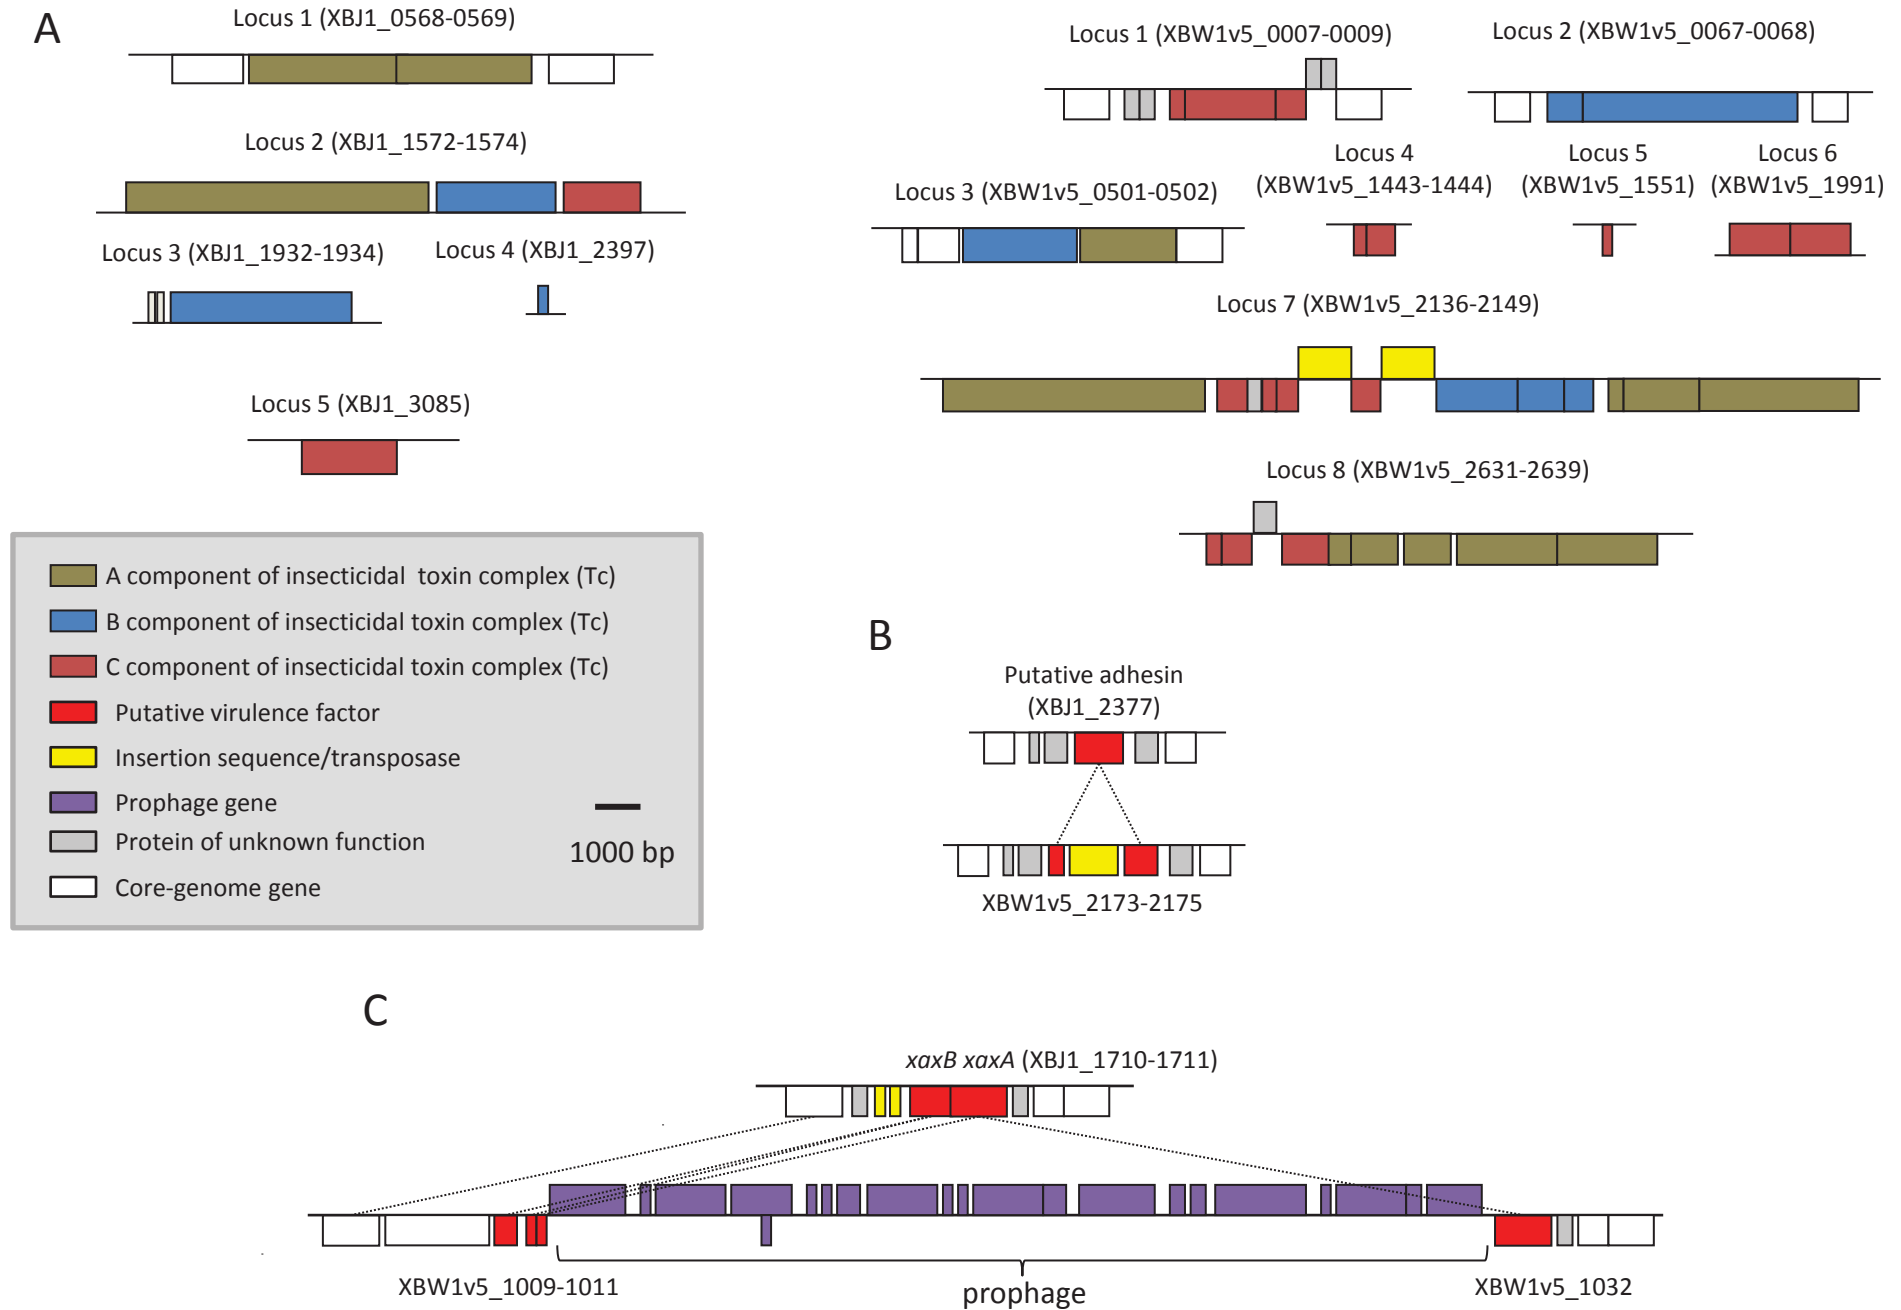 A
Locus 1 (XBJ1_0568-0569)
Locus 2 (XBJ1_1572-1574)
Locus 3 (XBJ1_1932-1934)
Locus 4 (XBJ1_2397)
Locus 5 (XBJ1_3085)
Locus 1 (XBW1v5_0007-0009)
Locus 2 (XBW1v5_0067-0068)
Locus 3 (XBW1v5_0501-0502)
Locus 4
(XBW1v5_1443-1444)
Locus 5
(XBW1v5_1551)
Locus 6
(XBW1v5_1991)
Locus 7 (XBW1v5_2136-2149)
Locus 8 (XBW1v5_2631-2639)
A component of insecticidal toxin complex (Tc)
B component of insecticidal toxin complex (Tc)
C component of insecticidal toxin complex (Tc)
Putative virulence factor
Insertion sequence/transposase
Prophage gene
Protein of unknown function
Core-genome gene
1000 bp
B
Putative adhesin
(XBJ1_2377)
XBW1v5_2173-2175
C
xaxB xaxA (XBJ1_1710-1711)
XBW1v5_1009-1011
prophage
XBW1v5_1032